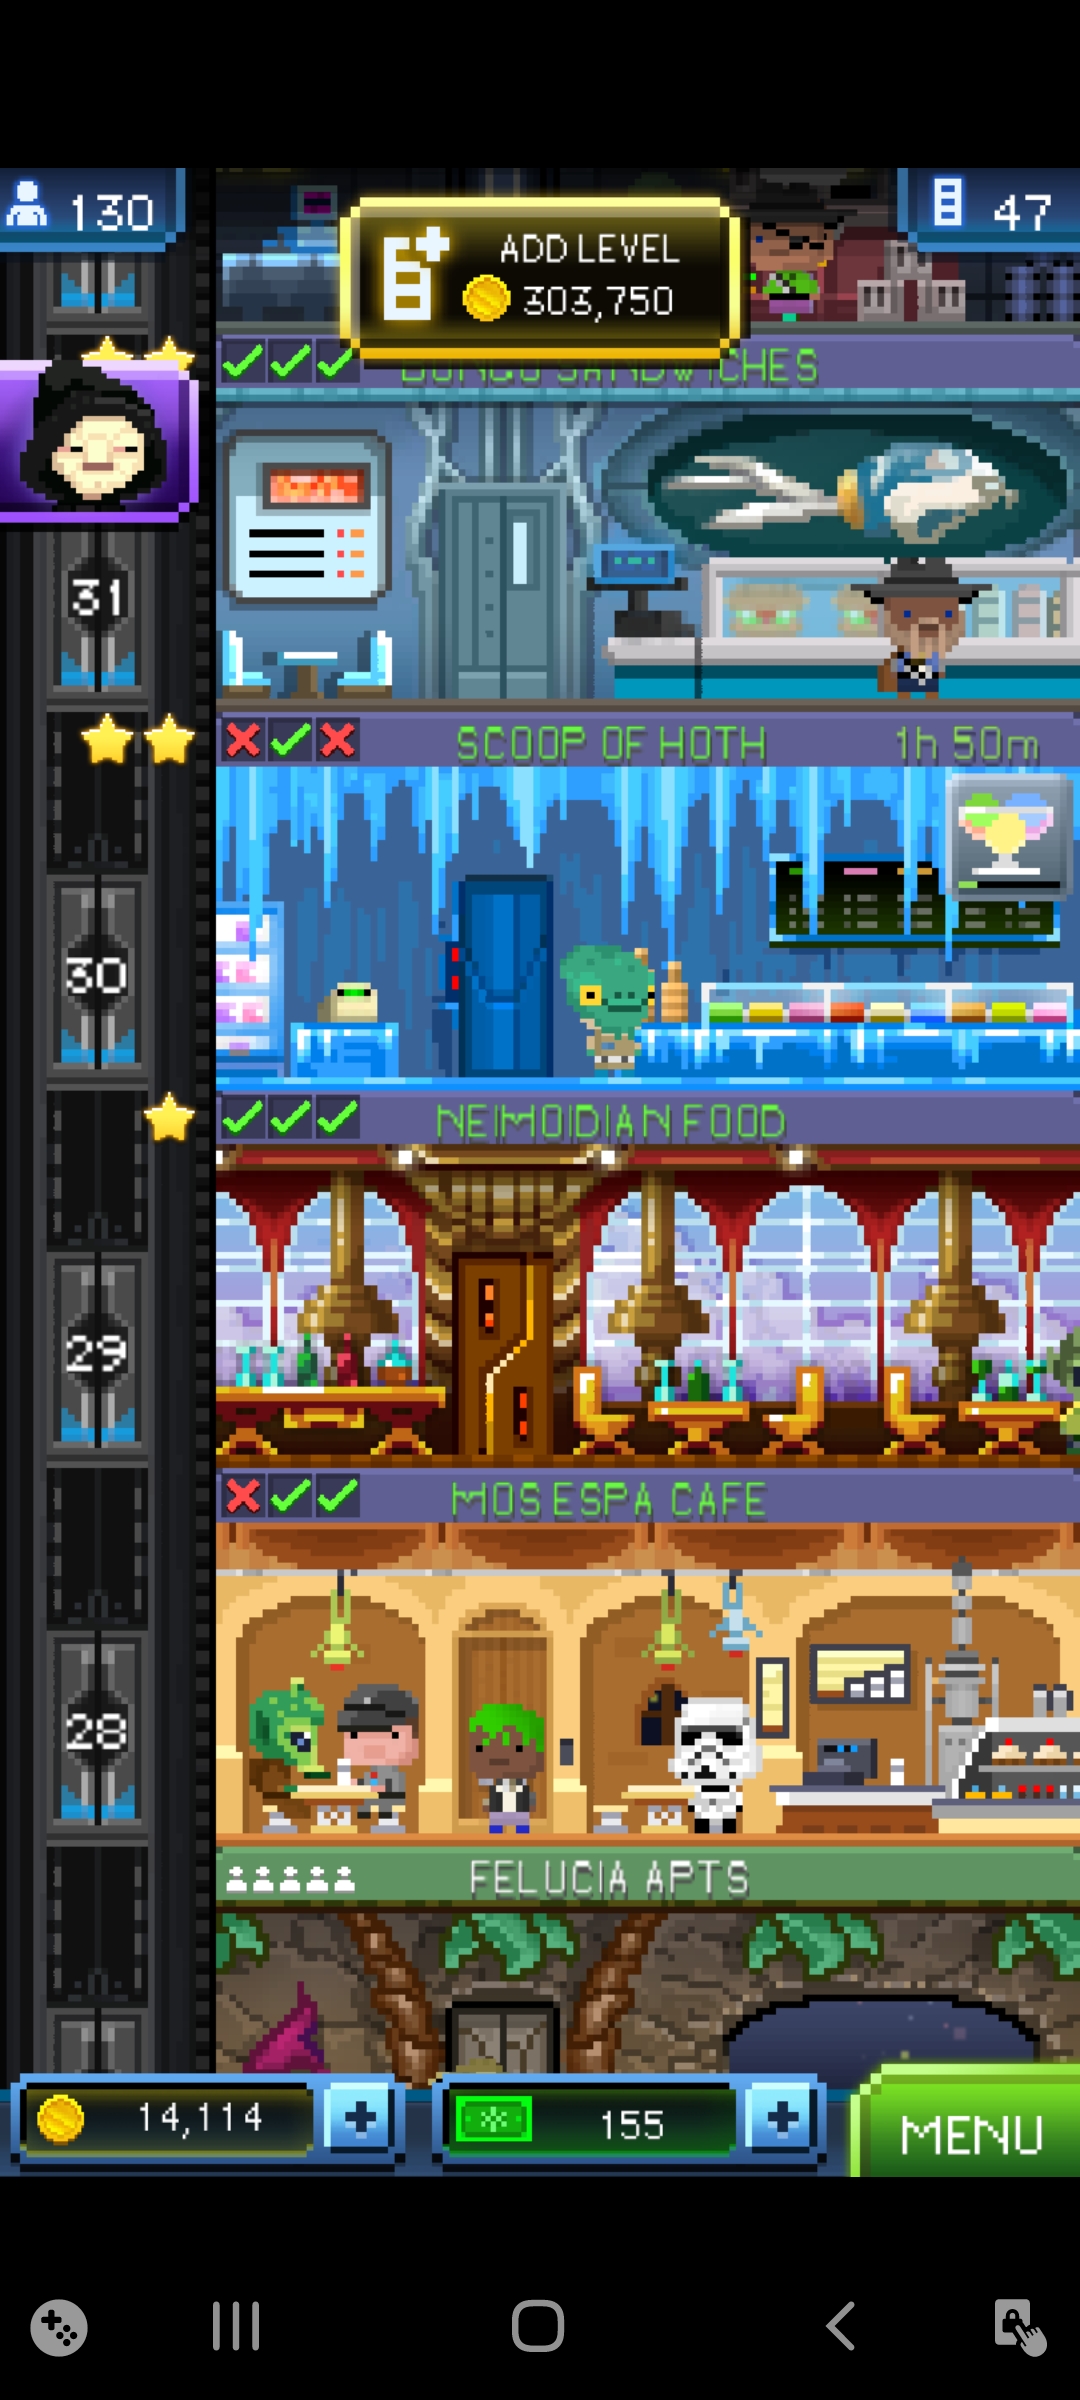 130
ADD LEVEL
303,750
47
SANDWICHES
31
SCOOP OF HOTH
1h 50m
30
NEIMOIDIAN FOOD
29
MOS ESPA CAFE
28
FELUCIA APTS
14,114
155
MENU